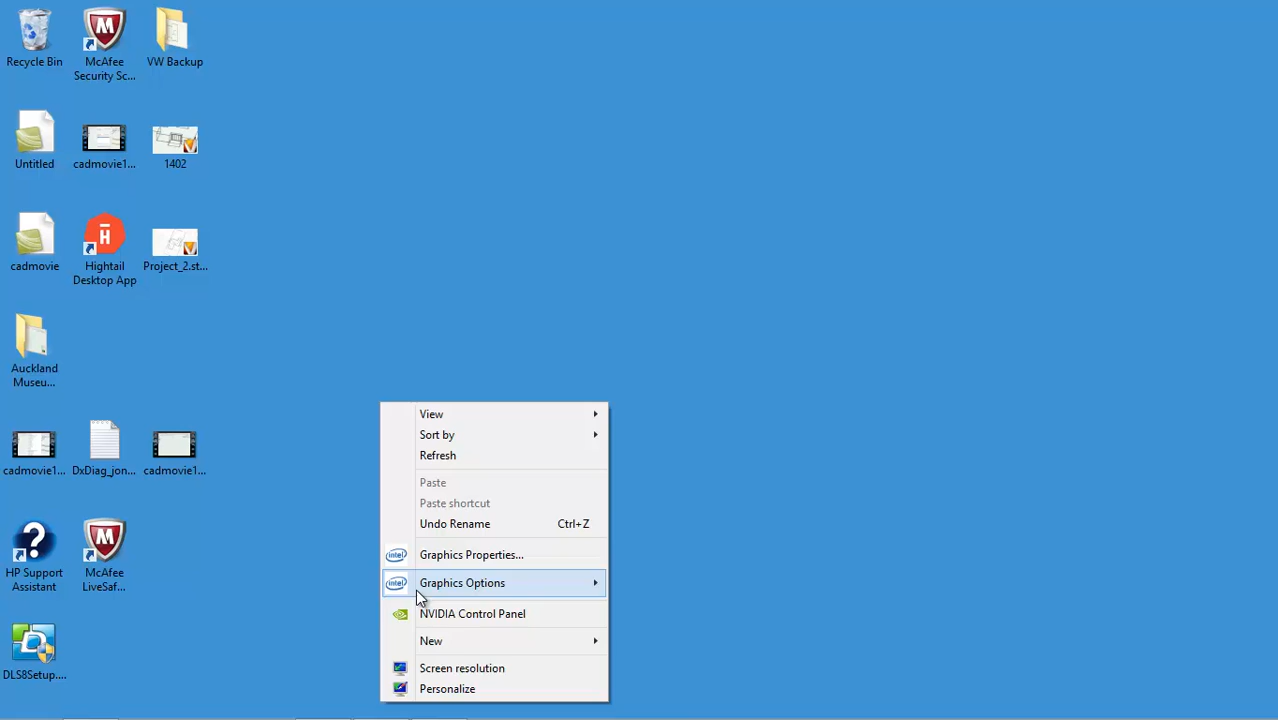 Recycle Bin
McAfee
Security Sc...
VW Backup
Untitled
cadmovie1...
1402
cadmovie
Hightail
Desktop App
Project_2.st...
Auckland
Museu...
cadmovie1...
DxDiag_jon...
cadmovie1...
HP Support
Assistant
McAfee
LiveSaf...
DLS8Setup....
View
Sort by
Refresh
Paste
Paste shortcut
Undo Rename Ctrl+Z
intel Graphics Properties...
intel Graphics Options
NVIDIA Control Panel
New
Screen resolution
Personalize